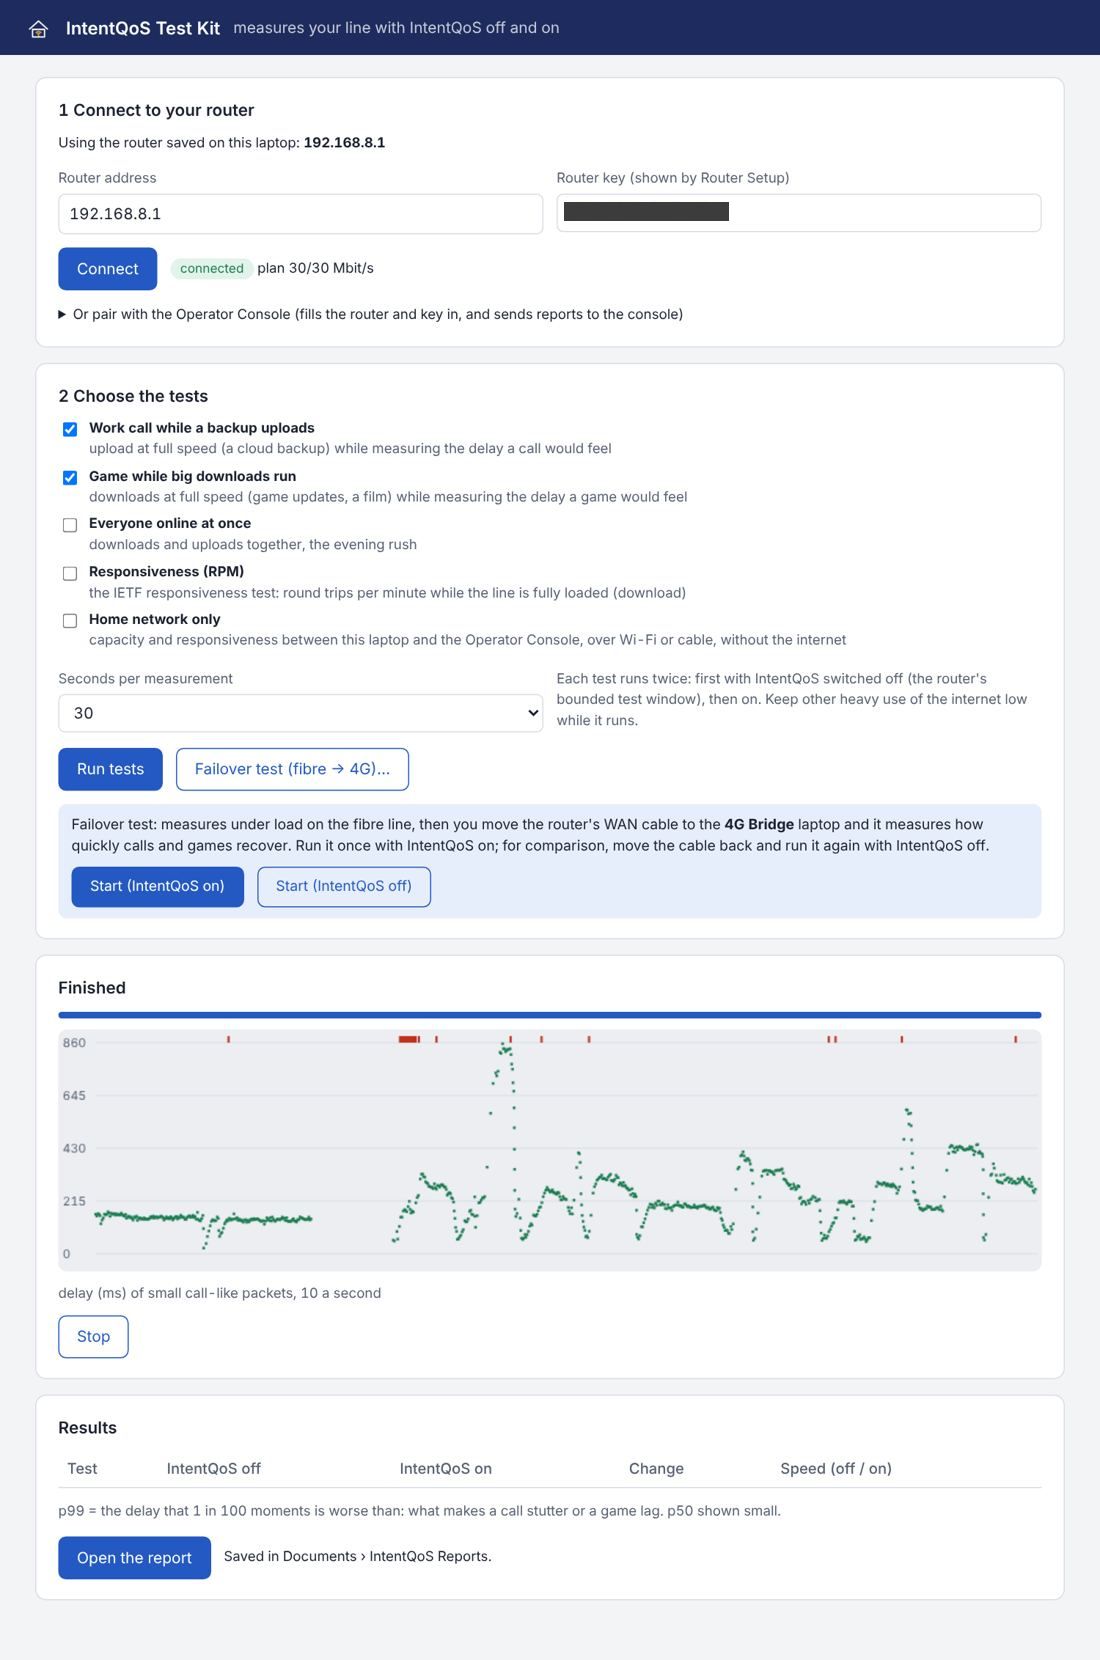 IntentQoS Test Kit measures your line with IntentQoS off and on
1 Connect to your router
Using the router saved on this laptop: 192.168.8.1
Router address
Router key (shown by Router Setup)
192.168.8.1
Connect
connected plan 30/30 Mbit/s
▶ Or pair with the Operator Console (fills the router and key in, and sends reports to the console)
2 Choose the tests
Work call while a backup uploads
upload at full speed (a cloud backup) while measuring the delay a call would feel
Game while big downloads run
downloads at full speed (game updates, a film) while measuring the delay a game would feel
Everyone online at once
downloads and uploads together, the evening rush
Responsiveness (RPM)
the IETF responsiveness test: round trips per minute while the line is fully loaded (download)
Home network only
capacity and responsiveness between this laptop and the Operator Console, over Wi-Fi or cable, without the internet
Seconds per measurement
30
Each test runs twice: first with IntentQoS switched off (the router's
bounded test window), then on. Keep other heavy use of the internet low
while it runs.
Run tests
Failover test (fibre → 4G)...
Failover test: measures under load on the fibre line, then you move the router's WAN cable to the 4G Bridge laptop and it measures how
quickly calls and games recover. Run it once with IntentQoS on; for comparison, move the cable back and run it again with IntentQoS off.
Start (IntentQoS on)
Start (IntentQoS off)
Finished
860
645
430
215
0
delay (ms) of small call-like packets, 10 a second
Stop
Results
Test IntentQoS off IntentQoS on Change Speed (off / on)
p99 = the delay that 1 in 100 moments is worse than: what makes a call stutter or a game lag. p50 shown small.
Open the report
Saved in Documents › IntentQoS Reports.